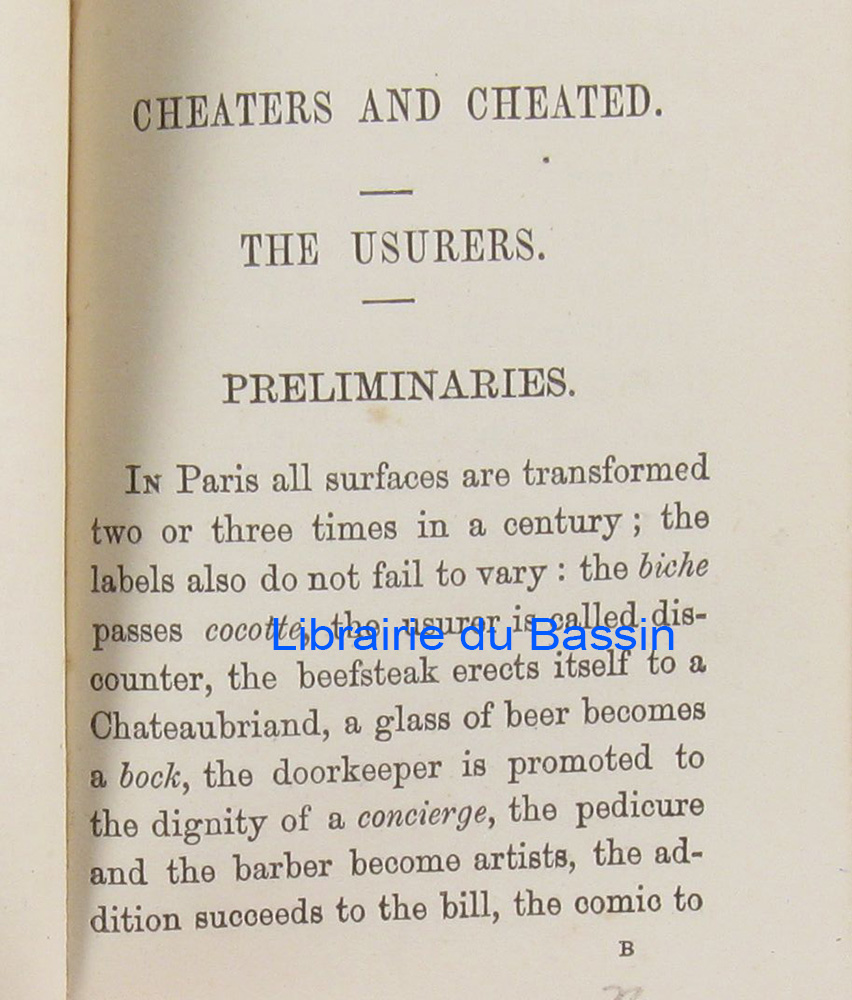 CHEATERS AND CHEATED.
THE USURERS.
PRELIMINARIES.
IN Paris all surfaces are transformed
two or three times in a century ; the
labels also do not fail to vary : the biche
passes cocotte, the usurer is called dis-
counter, the beefsteak erects itself to a
Chateaubriand, a glass of beer becomes
a bock, the doorkeeper is promoted to
the dignity of a concierge, the pedicure
and the barber become artists, the ad-
dition succeeds to the bill, the comic to
B
Librairie du Bassin